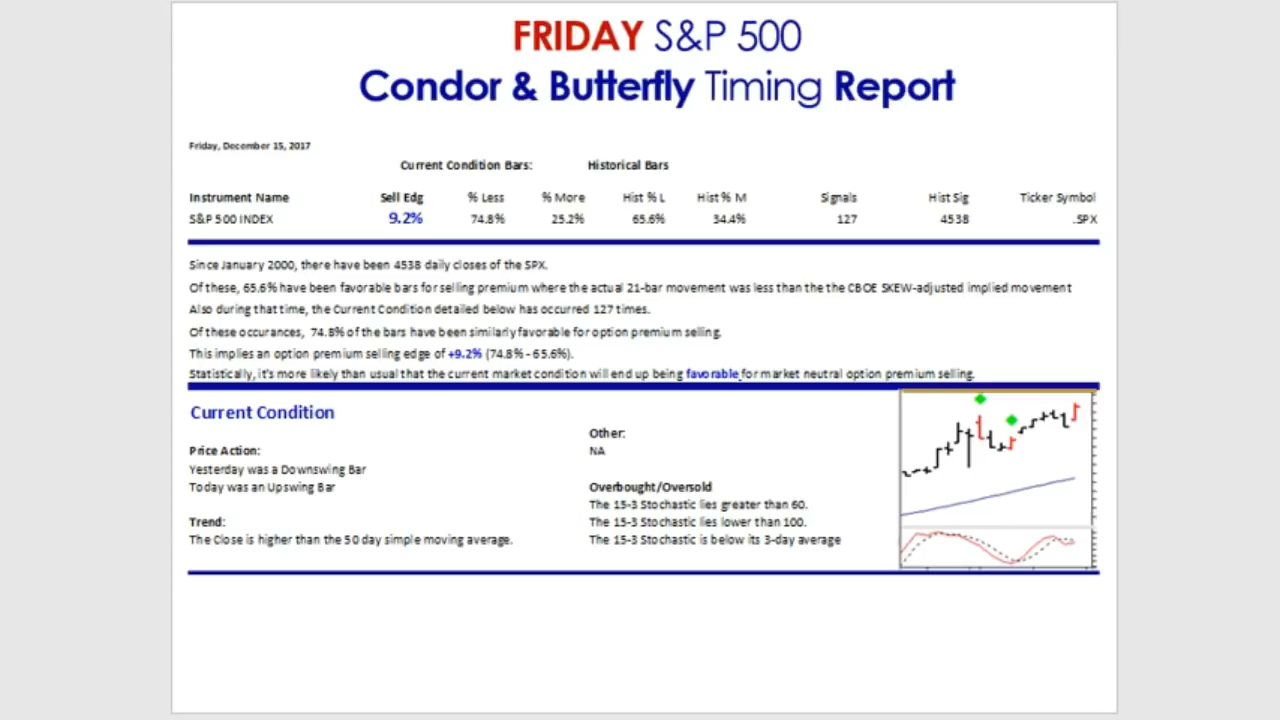 FRIDAY S&P 500
Condor & Butterfly Timing Report
Friday, December 15, 2017
Current Condition Bars: Historical Bars
Instrument Name Sell Edg % Less % More Hist % L Hist % M Signals Hist Sig Ticker Symbol
S&P 500 INDEX 9.2% 74.8% 25.2% 65.6% 34.4% 127 4538 .SPX
Since January 2000, there have been 4538 daily closes of the SPX.
Of these, 65.6% have been favorable bars for selling premium where the actual 21-bar movement was less than the the CBOE SKEW-adjusted implied movement
Also during that time, the Current Condition detailed below has occurred 127 times.
Of these occurances, 74.8% of the bars have been similarly favorable for option premium selling.
This implies an option premium selling edge of +9.2% (74.8% - 65.6%).
Statistically, it's more likely than usual that the current market condition will end up being favorable for market neutral option premium selling.
Current Condition
Price Action:
Yesterday was a Downswing Bar
Today was an Upswing Bar
Trend:
The Close is higher than the 50 day simple moving average.
Other:
NA
Overbought/Oversold
The 15-3 Stochastic lies greater than 60.
The 15-3 Stochastic lies lower than 100.
The 15-3 Stochastic is below its 3-day average